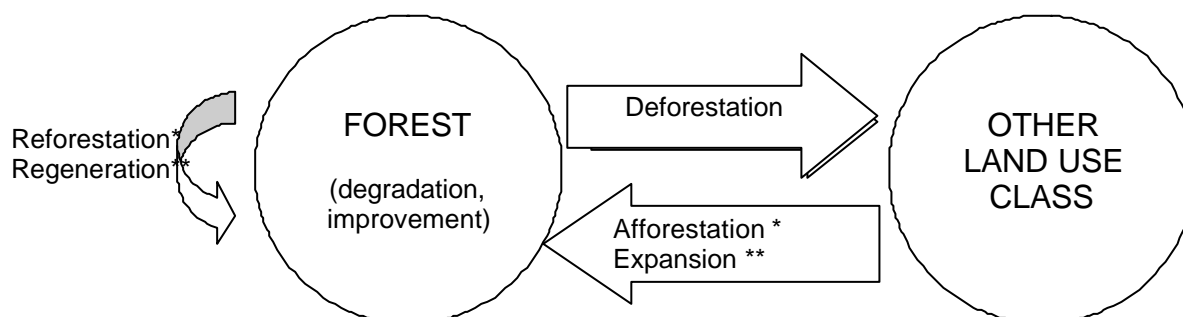 Reforestation*
Regeneration**
FOREST
(degradation,
improvement)
Deforestation
Afforestation *
Expansion **
OTHER
LAND USE
CLASS